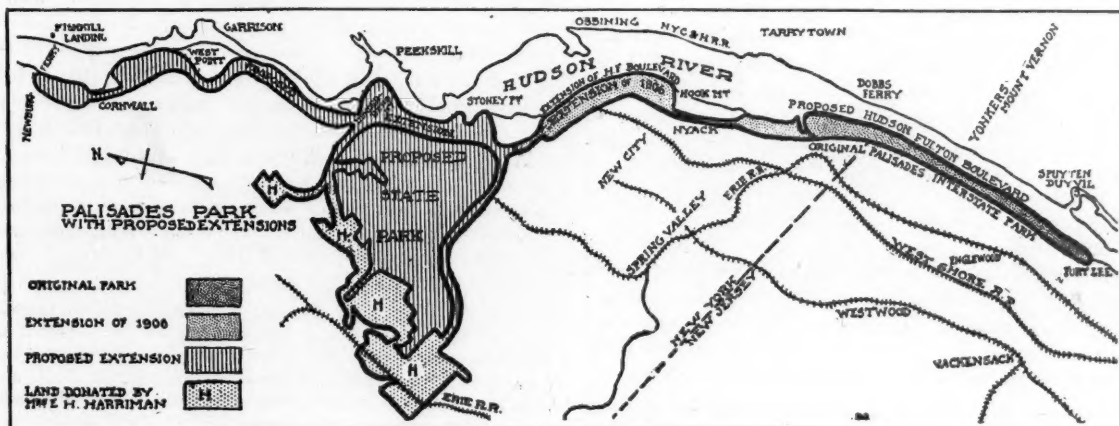 FISHKILL
LANDING
FERRY
NEWBURG
CORNWALL
WEST
POINT
GARRISON
PEEKSKILL
STONEY PT
OSSINING
N.Y.C & H.R.R.
TARRYTOWN
HUDSON RIVER
EXTENSION OF H F BOULEVARD
EXTENSION OF 1906
HOOK MT
NYACK
DOBBS
FERRY
YONKERS
MOUNT VERNON
PROPOSED HUDSON FULTON BOULEVARD
ORIGINAL PALISADES INTERSTATE PARK
SPUYTEN
DUYVIL
FORT LEE
EXTENSION
PROPOSED
STATE
PARK
N
H
H
H
H
NEW CITY
SPRING VALLEY
ERIE R.R.
NEW YORK
NEW JERSEY
WEST SHORE R.R.
ENGLEWOOD
WESTWOOD
HACKENSACK
ERIE R.R.
PALISADES PARK
WITH PROPOSED EXTENSIONS
ORIGINAL PARK
EXTENSION OF 1906
PROPOSED EXTENSION
LAND DONATED BY
MRS E H. HARRIMAN
H